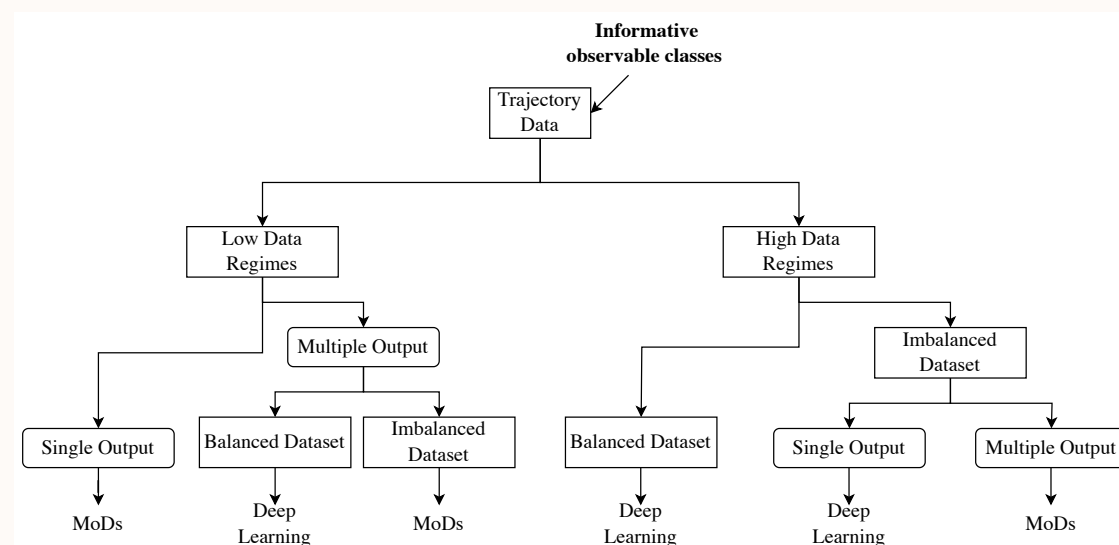 Informative
observable classes
Trajectory
Data
Low Data
Regimes
High Data
Regimes
Multiple Output
Imbalanced
Dataset
Single Output
Balanced Dataset
Imbalanced
Dataset
Balanced Dataset
Single Output
Multiple Output
MoDs
Deep
Learning
MoDs
Deep
Learning
Deep
Learning
MoDs